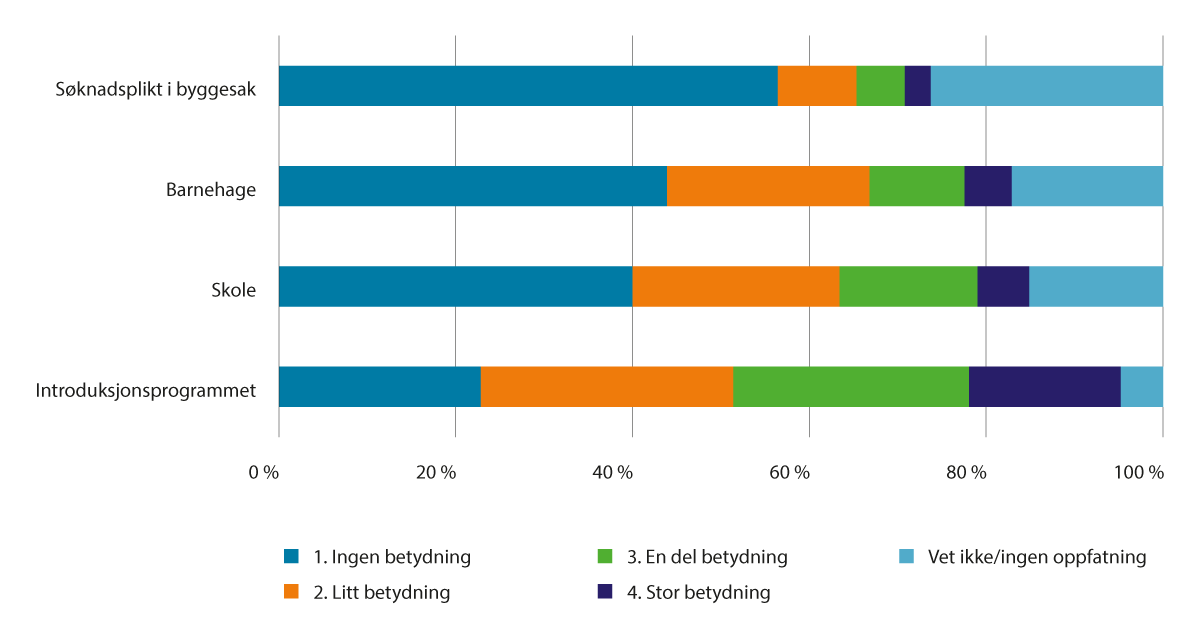 Søknadsplikt i byggesak
Barnehage
Skole
Introduksjonsprogrammet
0 % 20 % 40 % 60 % 80 % 100 %
1. Ingen betydning 3. En del betydning Vet ikke/ingen oppfatning
2. Litt betydning 4. Stor betydning